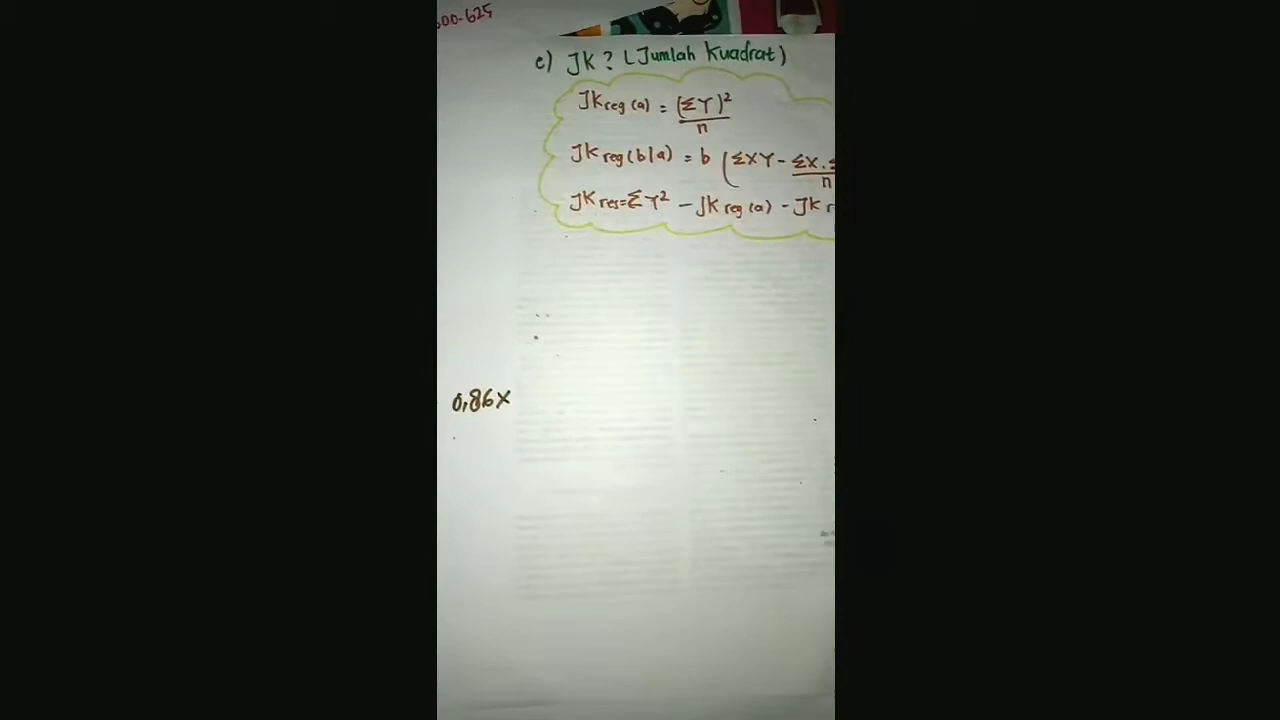 600-625
c) JK? (Jumlah Kuadrat)
JK reg (a) = (ΣY)²
n
JK reg (b|a) = b (ΣXY - ΣX.Σ
n
JK res = ΣY² - JK reg (a) - JK r
0,86X